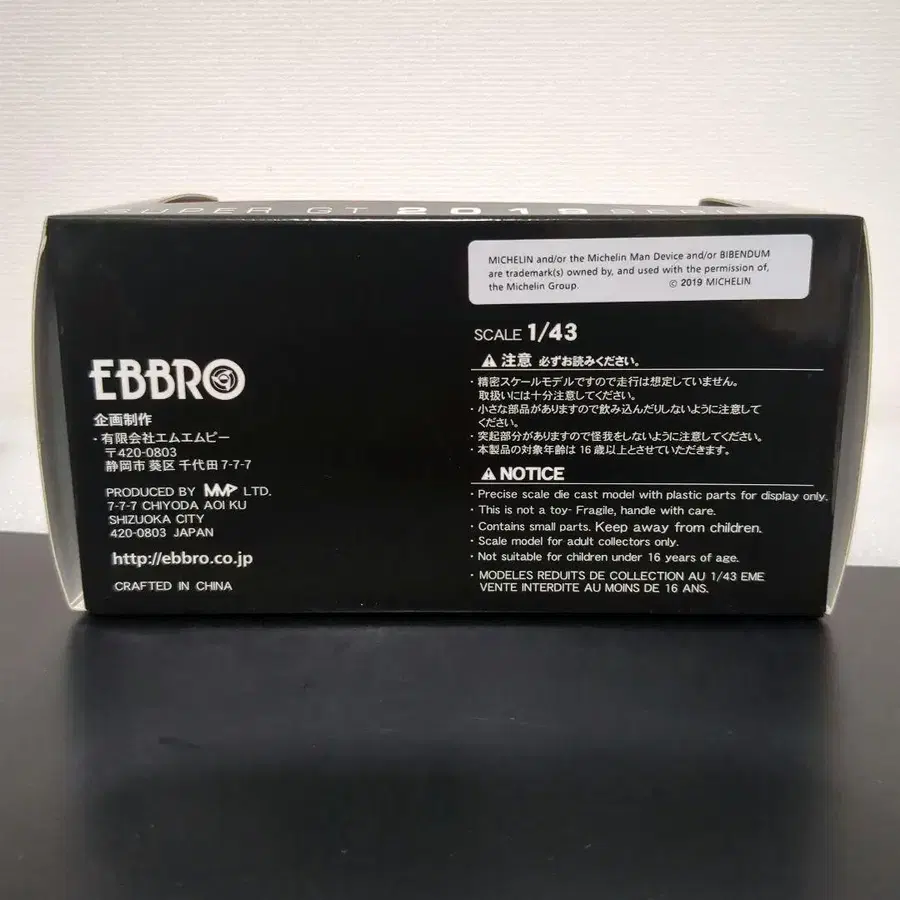 SUPER GT 2019
MICHELIN and/or the Michelin Man Device and/or BIBENDUM
are trademark(s) owned by, and used with the permission of,
the Michelin Group. © 2019 MICHELIN
SCALE 1/43
⚠ 注意 必ずお読みください。
・精密スケールモデルですので走行は想定していません。
取扱いには十分注意してください。
・小さな部品がありますので飲み込んだりしないように注意して
ください。
・突起部分がありますので怪我をしないように注意してください。
・本製品の対象年齢は16歳以上とさせていただきます。
⚠ NOTICE
・Precise scale die cast model with plastic parts for display only.
・This is not a toy- Fragile, handle with care.
・Contains small parts. Keep away from children.
・Scale model for adult collectors only.
・Not suitable for children under 16 years of age.
・MODELES REDUITS DE COLLECTION AU 1/43 EME
VENTE INTERDITE AU MOINS DE 16 ANS.
EBBRO
企画制作
・有限会社エムエムピー
〒420-0803
静岡市 葵区 千代田 7-7-7
PRODUCED BY MMP LTD.
7-7-7 CHIYODA AOI KU
SHIZUOKA CITY
420-0803 JAPAN
http://ebbro.co.jp
CRAFTED IN CHINA